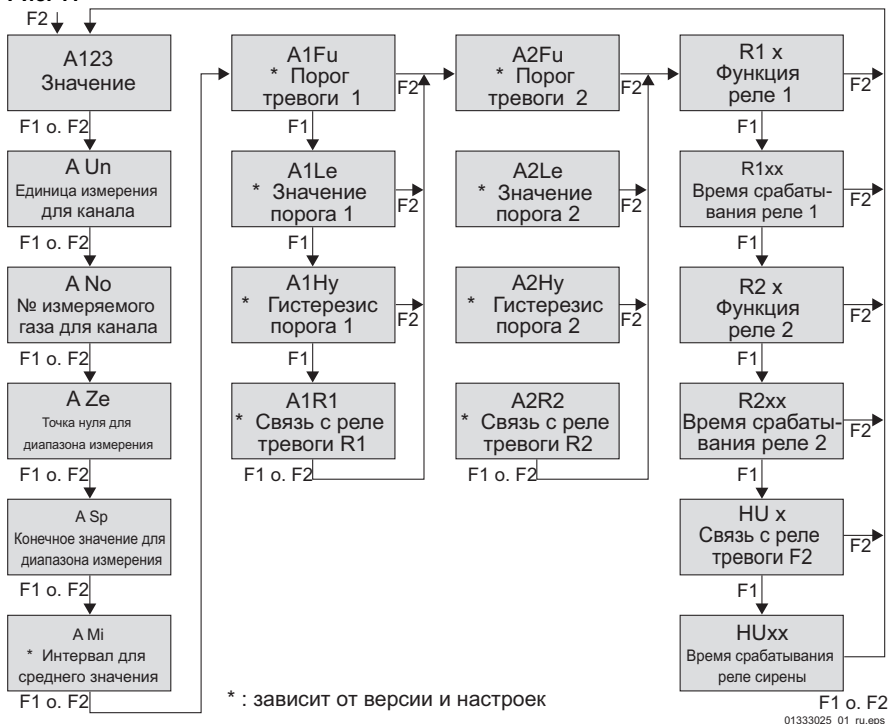 F2
A123
Значение
F1 о. F2
A Un
Единица измерения
для канала
F1 о. F2
A No
№ измеряемого
газа для канала
F1 о. F2
A Ze
Точка нуля для
диапазона измерения
F1 о. F2
A Sp
Конечное значение для
диапазона измерения
F1 о. F2
A Mi
* Интервал для
среднего значения
F1 о. F2
A1Fu
* Порог
тревоги 1
F2
F1
A1Le
* Значение
порога 1
F2
F1
A1Hy
* Гистерезис
порога 1
F2
F1
A1R1
* Связь с реле
тревоги R1
F1 о. F2
A2Fu
* Порог
тревоги 2
F2
A2Le
* Значение
порога 2
F2
A2Hy
* Гистерезис
порога 2
F2
A2R2
* Связь с реле
тревоги R2
F1 о. F2
R1 x
Функция
реле 1
F2
F1
R1xx
Время срабаты-
вания реле 1
F2
F1
R2 x
Функция
реле 2
F2
F1
R2xx
Время срабаты-
вания реле 2
F2
F1
HU x
Связь с реле
тревоги F2
F2
F1
HUxx
Время срабатывания
реле сирены
F1 о. F2
* : зависит от версии и настроек
01333025_01_ru.eps